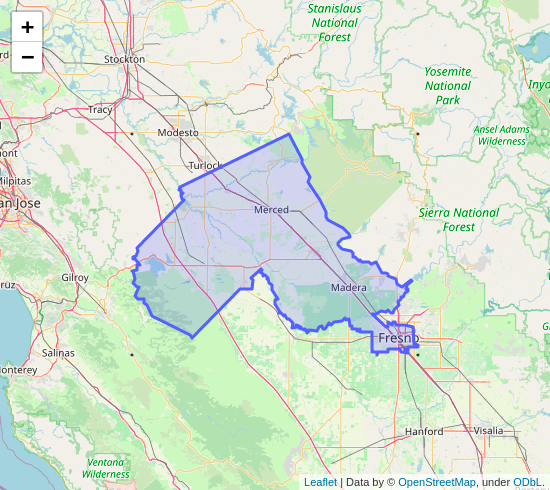 +
−
Stanislaus
National
Forest
Stockton
Yosemite
National
Park
Inyo
Tracy
Modesto
Ansel Adams
Wilderness
mont
Turlock
Milpitas
San Jose
Merced
Sierra National
Forest
Gilroy
Madera
Fresno
Salinas
Monterey
Hanford
Visalia
Ventana
Wilderness
Leaflet | Data by © OpenStreetMap, under ODbL.